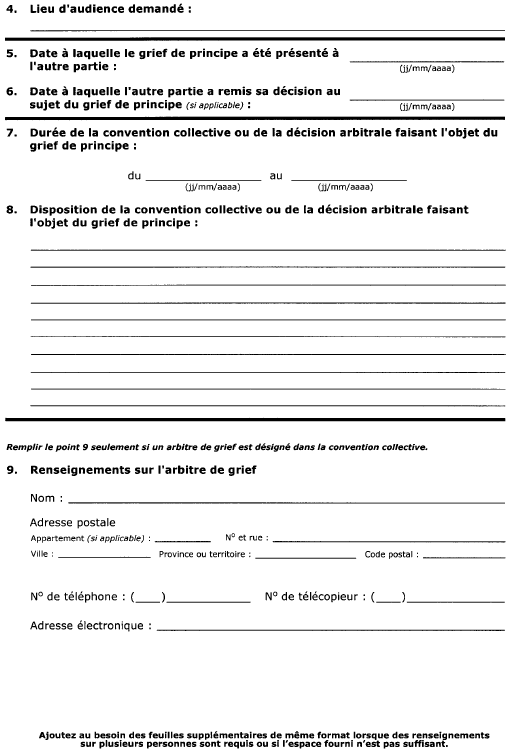 4. Lieu d'audience demandé :
5. Date à laquelle le grief de principe a été présenté à
l'autre partie :
(jj/mm/aaaa)
6. Date à laquelle l'autre partie a remis sa décision au
sujet du grief de principe (si applicable) :
(jj/mm/aaaa)
7. Durée de la convention collective ou de la décision arbitrale faisant l'objet du
grief de principe :
du au
(jj/mm/aaaa) (jj/mm/aaaa)
8. Disposition de la convention collective ou de la décision arbitrale faisant
l'objet du grief de principe :
Remplir le point 9 seulement si un arbitre de grief est désigné dans la convention collective.
9. Renseignements sur l'arbitre de grief
Nom :
Adresse postale
Appartement (si applicable) : Nº et rue :
Ville : Province ou territoire : Code postal :
Nº de téléphone : ( ) Nº de télécopieur : ( )
Adresse électronique :
Ajoutez au besoin des feuilles supplémentaires de même format lorsque des renseignements
sur plusieurs personnes sont requis ou si l'espace fourni n'est pas suffisant.